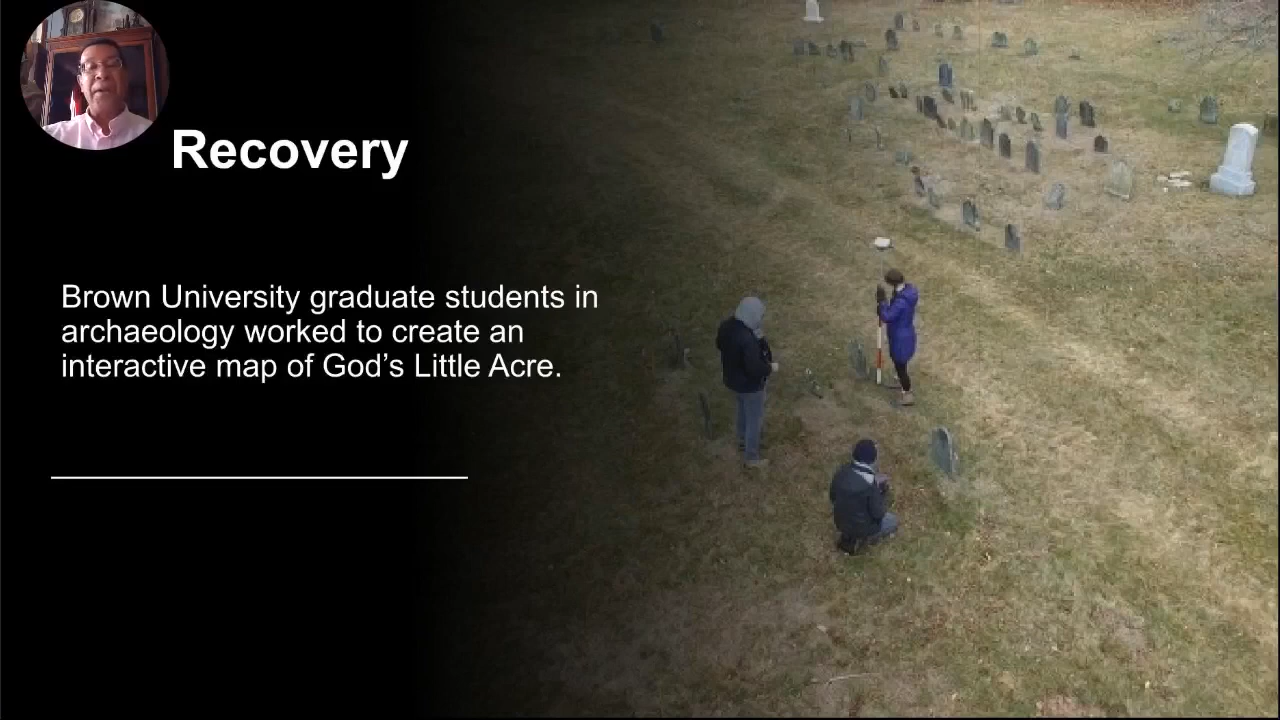 Recovery
Brown University graduate students in
archaeology worked to create an
interactive map of God's Little Acre.